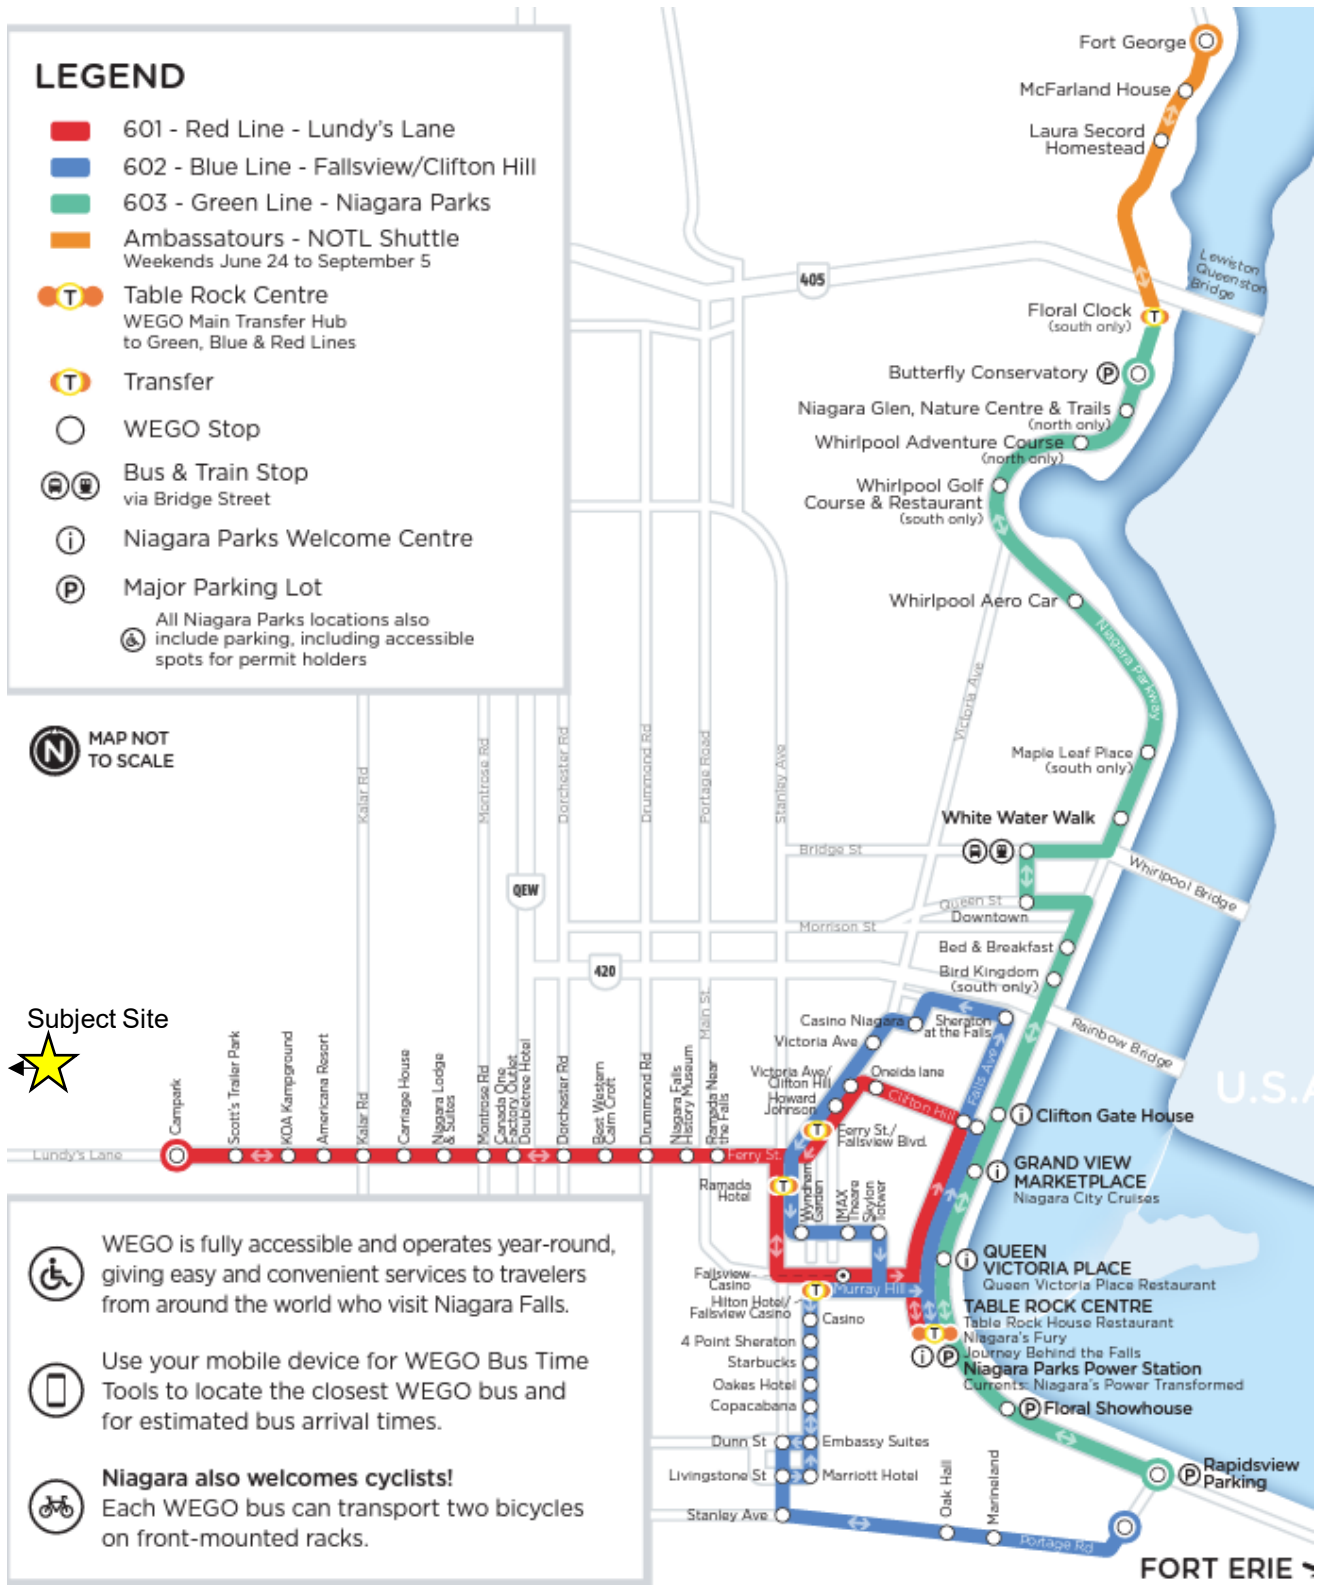 LEGEND
601 - Red Line - Lundy's Lane
602 - Blue Line - Fallsview/Clifton Hill
603 - Green Line - Niagara Parks
Ambassatours - NOTL Shuttle
Weekends June 24 to September 5
T
Table Rock Centre
WEGO Main Transfer Hub
to Green, Blue & Red Lines
T
Transfer
WEGO Stop
Bus & Train Stop
via Bridge Street
i
Niagara Parks Welcome Centre
P
Major Parking Lot
All Niagara Parks locations also
include parking, including accessible
spots for permit holders
N
MAP NOT
TO SCALE
Fort George
McFarland House
Laura Secord
Homestead
405
Lewiston
Queenston
Bridge
Floral Clock
(south only)
T
Butterfly Conservatory
P
Niagara Glen, Nature Centre & Trails
(north only)
Whirlpool Adventure Course
(north only)
Whirlpool Golf
Course & Restaurant
(south only)
Whirlpool Aero Car
Niagara Parkway
Victoria Ave
Maple Leaf Place
(south only)
White Water Walk
Kalar Rd
Montrose Rd
Dorchester Rd
Drummond Rd
Portage Road
Stanley Ave
Bridge St
Whirlpool Bridge
QEW
Queen St
Downtown
Morrison St
Bed & Breakfast
420
Bird Kingdom
(south only)
Main St
Rainbow Bridge
Casino Niagara
Sheraton
at the Falls
Victoria Ave
Falls Ave
U.S.A
Subject Site
Victoria Ave/
Clifton Hill
Oneida lane
Howard
Johnson
Clifton Hill
i
Clifton Gate House
T
Ferry St./
Fallsview Blvd.
Lundy's Lane
Campark
Scott's Trailer Park
KOA Kampground
Americana Resort
Kalar Rd
Carriage House
Niagara Lodge
& Suites
Montrose Rd
Canada One
Factory Outlet
Doubletree Hotel
Dorchester Rd
Best Western
Cairn Croft
Drummond Rd
Niagara Falls
History Museum
Ramada Near
the Falls
Ferry St.
i
GRAND VIEW
MARKETPLACE
Niagara City Cruises
Ramada
Hotel
T
Wyndham
Garden
IMAX
Theare
Skylon
Totwer
i
QUEEN
VICTORIA PLACE
Queen Victoria Place Restaurant
Fallsview
Casino
Murray Hill
T
Hilton Hotel/
Fallsview Casino
Casino
T
TABLE ROCK CENTRE
Table Rock House Restaurant
Niagara's Fury
Journey Behind the Falls
i
P
Niagara Parks Power Station
Currents: Niagara's Power Transformed
4 Point Sheraton
Starbucks
Oakes Hotel
Copacabana
P
Floral Showhouse
Dunn St
Embassy Suites
Livingstone St
Marriott Hotel
Oak Hall
Marineland
P
Rapidsview
Parking
Stanley Ave
Portage Rd
FORT ERIE
WEGO is fully accessible and operates year-round,
giving easy and convenient services to travelers
from around the world who visit Niagara Falls.
Use your mobile device for WEGO Bus Time
Tools to locate the closest WEGO bus and
for estimated bus arrival times.
Niagara also welcomes cyclists!
Each WEGO bus can transport two bicycles
on front-mounted racks.